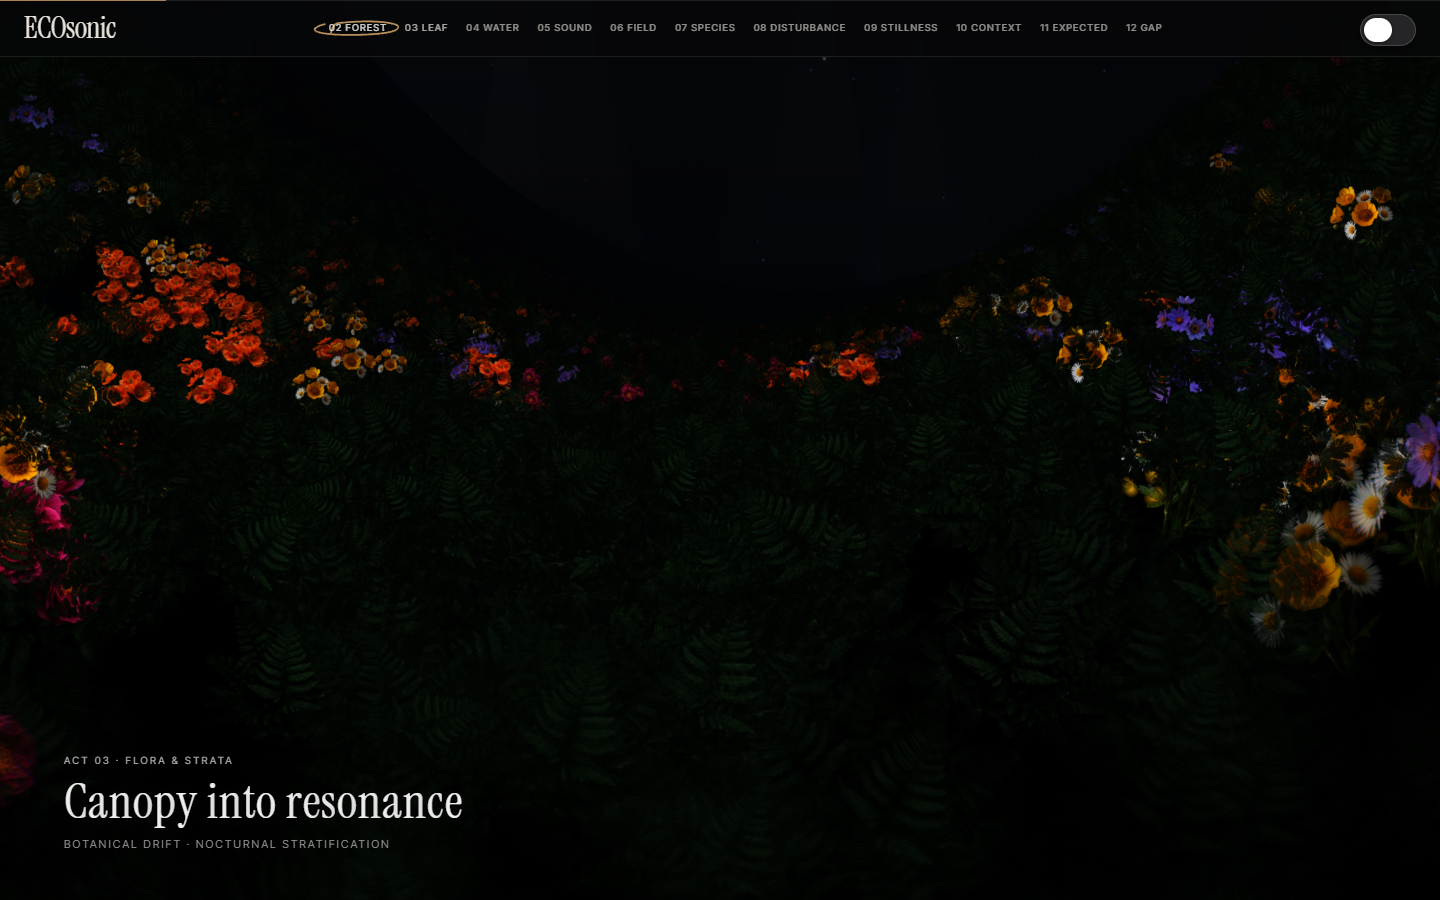 ECOsonic
02 FOREST
03 LEAF
04 WATER
05 SOUND
06 FIELD
07 SPECIES
08 DISTURBANCE
09 STILLNESS
10 CONTEXT
11 EXPECTED
12 GAP
ACT 03 · FLORA & STRATA
Canopy into resonance
BOTANICAL DRIFT · NOCTURNAL STRATIFICATION